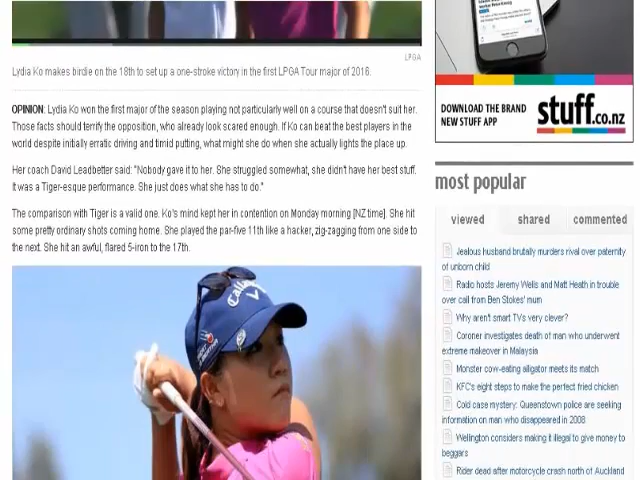 LPGA
Lydia Ko makes birdie on the 18th to set up a one-stroke victory in the first LPGA Tour major of 2016.
OPINION: Lydia Ko won the first major of the season playing not particularly well on a course that doesn't suit her.
Those facts should terrify the opposition, who already look scared enough. If Ko can beat the best players in the
world despite initially erratic driving and timid putting, what might she do when she actually lights the place up.
Her coach David Leadbetter said: "Nobody gave it to her. She struggled somewhat, she didn't have her best stuff.
It was a Tiger-esque performance. She just does what she has to do."
The comparison with Tiger is a valid one. Ko's mind kept her in contention on Monday morning [NZ time]. She hit
some pretty ordinary shots coming home. She played the par-five 11th like a hacker, zig-zagging from one side to
the next. She hit an awful, flared 5-iron to the 17th.
Callaway
DOWNLOAD THE BRAND
NEW STUFF APP
stuff.co.nz
most popular
viewed shared commented
Jealous husband brutally murders rival over paternity
of unborn child
Radio hosts Jeremy Wells and Matt Heath in trouble
over call from Ben Stokes' mum
Why aren't smart TVs very clever?
Coroner investigates death of man who underwent
extreme makeover in Malaysia
Monster cow-eating alligator meets its match
KFC's eight steps to make the perfect fried chicken
Cold case mystery: Queenstown police are seeking
information on man who disappeared in 2008
Wellington considers making it illegal to give money to
beggars
Rider dead after motorcycle crash north of Auckland